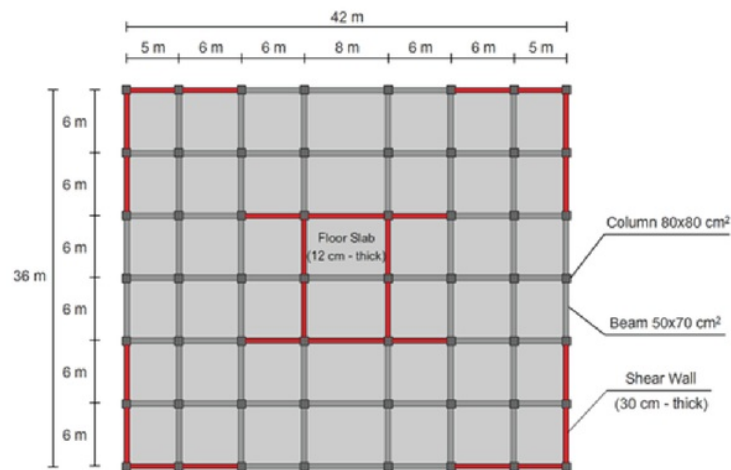 42 m
5 m 6 m 6 m 8 m 6 m 6 m 5 m
6 m
6 m
6 m
36 m
6 m
6 m
6 m
Floor Slab
(12 cm - thick)
Column 80x80 cm²
Beam 50x70 cm²
Shear Wall
(30 cm - thick)